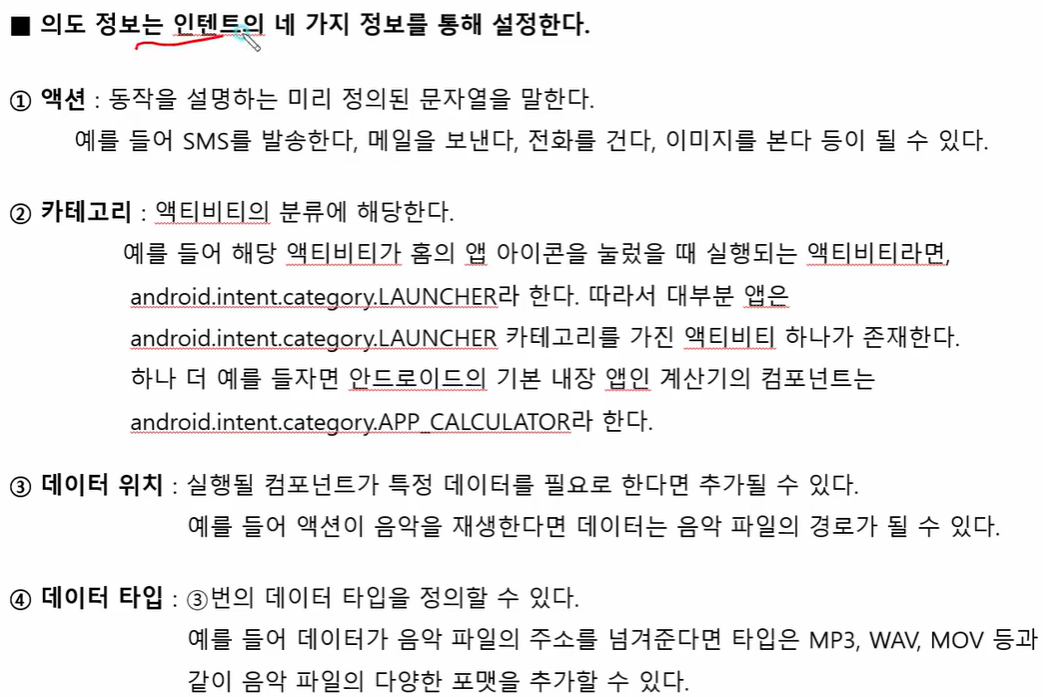 ■ 의도 정보는 인텐트의 네 가지 정보를 통해 설정한다.
① 액션 : 동작을 설명하는 미리 정의된 문자열을 말한다.
예를 들어 SMS를 발송한다, 메일을 보낸다, 전화를 건다, 이미지를 본다 등이 될 수 있다.
② 카테고리 : 액티비티의 분류에 해당한다.
예를 들어 해당 액티비티가 홈의 앱 아이콘을 눌렀을 때 실행되는 액티비티라면,
android.intent.category.LAUNCHER라 한다. 따라서 대부분 앱은
android.intent.category.LAUNCHER 카테고리를 가진 액티비티 하나가 존재한다.
하나 더 예를 들자면 안드로이드의 기본 내장 앱인 계산기의 컴포넌트는
android.intent.category.APP_CALCULATOR라 한다.
③ 데이터 위치 : 실행될 컴포넌트가 특정 데이터를 필요로 한다면 추가될 수 있다.
예를 들어 액션이 음악을 재생한다면 데이터는 음악 파일의 경로가 될 수 있다.
④ 데이터 타입 : ③번의 데이터 타입을 정의할 수 있다.
예를 들어 데이터가 음악 파일의 주소를 넘겨준다면 타입은 MP3, WAV, MOV 등과
같이 음악 파일의 다양한 포맷을 추가할 수 있다.